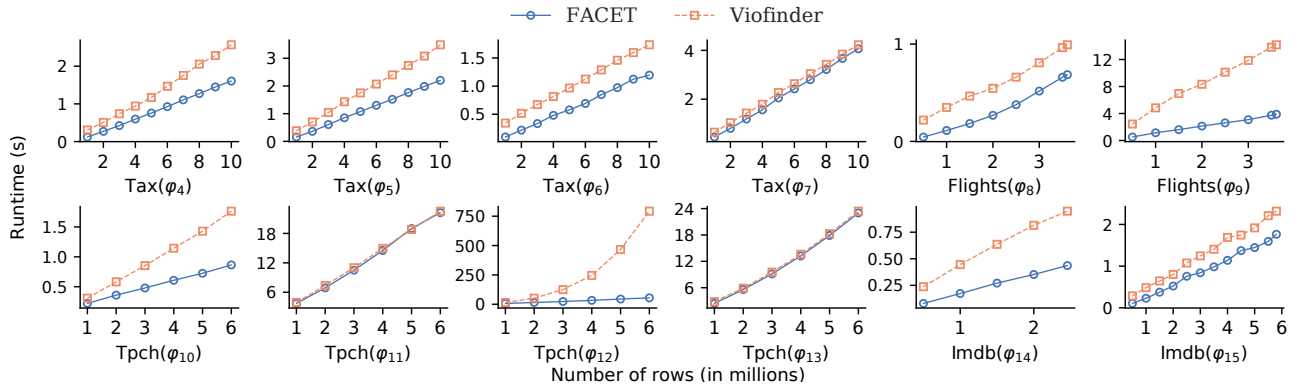 FACET Viofinder
Runtime (s)
0 1 2
2 4 6 8 10
Tax(φ4)
0 1 2 3
2 4 6 8 10
Tax(φ5)
0.5 1.0 1.5
2 4 6 8 10
Tax(φ6)
2 4
2 4 6 8 10
Tax(φ7)
0 1
1 2 3
Flights(φ8)
0 4 8 12
1 2 3
Flights(φ9)
0.5 1.0 1.5
1 2 3 4 5 6
Tpch(φ10)
6 12 18
1 2 3 4 5 6
Tpch(φ11)
0 250 500 750
1 2 3 4 5 6
Tpch(φ12)
6 12 18 24
1 2 3 4 5 6
Tpch(φ13)
0.25 0.50 0.75
1 2
Imdb(φ14)
0 1 2
1 2 3 4 5 6
Imdb(φ15)
Number of rows (in millions)